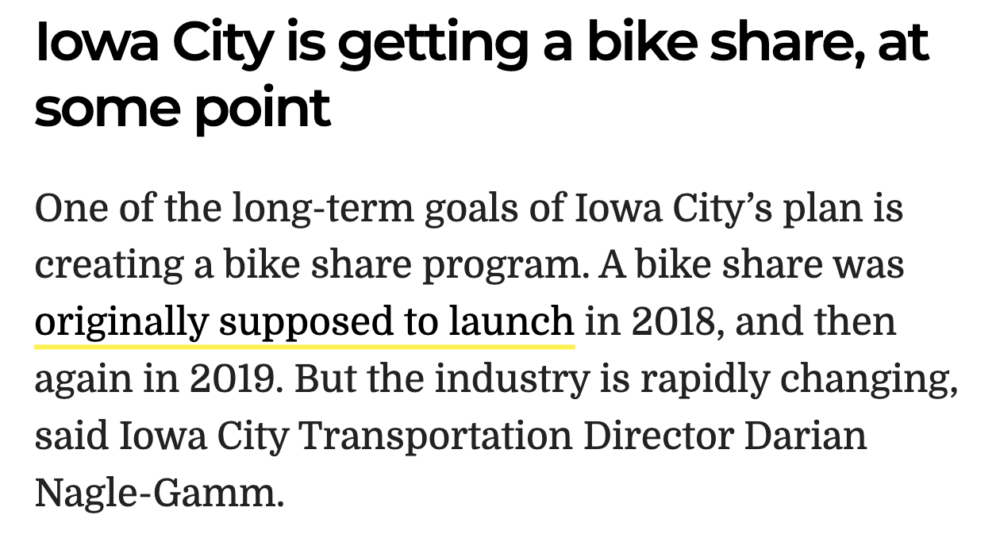 Iowa City is getting a bike share, at
some point
One of the long-term goals of Iowa City’s plan is
creating a bike share program. A bike share was
originally supposed to launch in 2018, and then
again in 2019. But the industry is rapidly changing,
said Iowa City Transportation Director Darian
Nagle-Gamm.